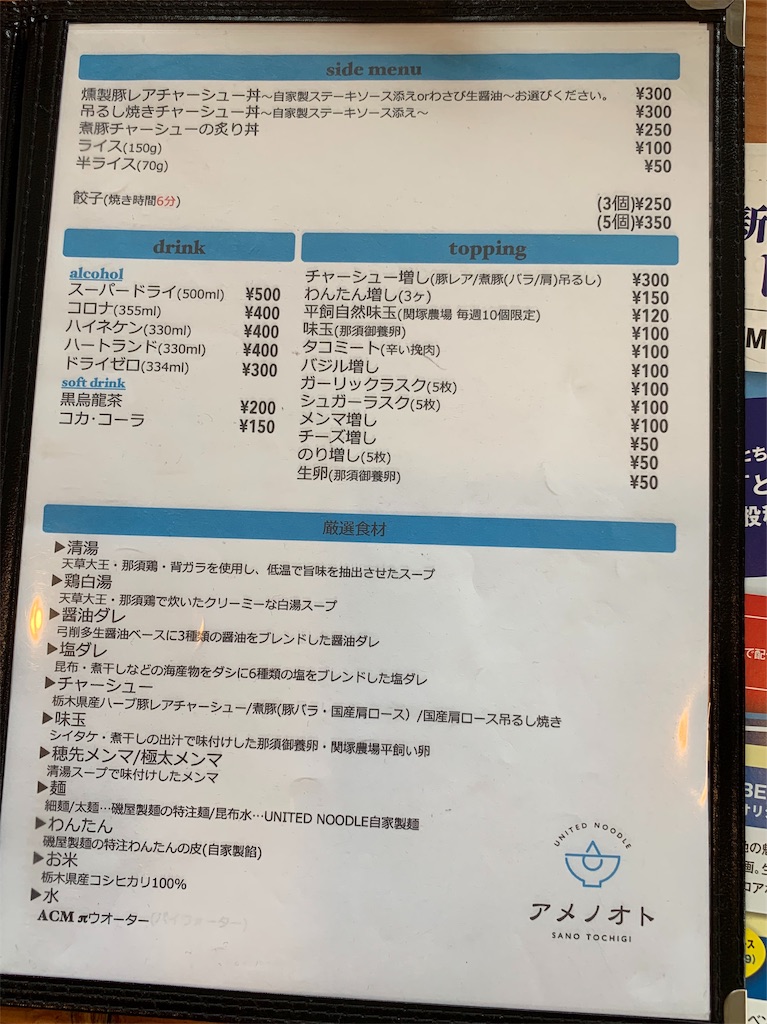 side menu
燻製豚レアチャーシュー丼～自家製ステーキソース添えorわさび生醤油～お選びください。 ¥300
吊るし焼きチャーシュー丼～自家製ステーキソース添え～ ¥300
煮豚チャーシューの炙り丼 ¥250
ライス(150g) ¥100
半ライス(70g) ¥50
餃子(焼き時間6分) (3個)¥250
(5個)¥350
drink
alcohol
スーパードライ(500ml) ¥500
コロナ(355ml) ¥400
ハイネケン(330ml) ¥400
ハートランド(330ml) ¥400
ドライゼロ(334ml) ¥300
soft drink
黒烏龍茶 ¥200
コカ・コーラ ¥150
topping
チャーシュー増し(豚レア/煮豚(バラ/肩)吊るし) ¥300
わんたん増し(3ヶ) ¥150
平飼自然味玉(関塚農場 毎週10個限定) ¥120
味玉(那須御養卵) ¥100
タコミート(辛い挽肉) ¥100
バジル増し ¥100
ガーリックラスク(5枚) ¥100
シュガーラスク(5枚) ¥100
メンマ増し ¥100
チーズ増し ¥50
のり増し(5枚) ¥50
生卵(那須御養卵) ¥50
厳選食材
▶清湯
天草大王・那須鶏・背ガラを使用し、低温で旨味を抽出させたスープ
▶鶏白湯
天草大王・那須鶏で炊いたクリーミーな白湯スープ
▶醤油ダレ
弓削多生醤油ベースに3種類の醤油をブレンドした醤油ダレ
▶塩ダレ
昆布・煮干しなどの海産物をダシに6種類の塩をブレンドした塩ダレ
▶チャーシュー
栃木県産ハーブ豚レアチャーシュー/煮豚(豚バラ・国産肩ロース）/国産肩ロース吊るし焼き
▶味玉
シイタケ・煮干しの出汁で味付けした那須御養卵・関塚農場平飼い卵
▶穂先メンマ/極太メンマ
清湯スープで味付けしたメンマ
▶麺
細麺/太麺…磯屋製麺の特注麺/昆布水…UNITED NOODLE自家製麺
▶わんたん
磯屋製麺の特注わんたんの皮(自家製餡)
▶お米
栃木県産コシヒカリ100%
▶水
ACM πウオーター(パイウォーター)
UNITED NOODLE
アメノオト
SANO TOCHIGI
新